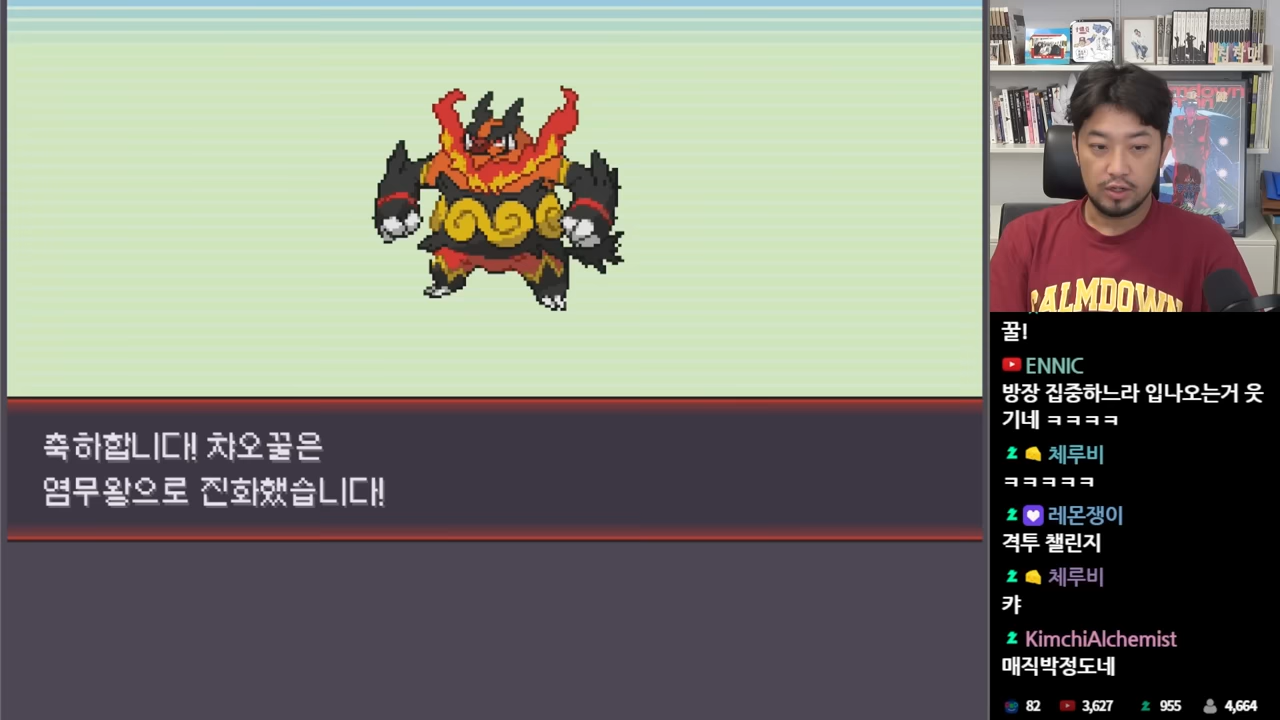 축하합니다! 챠오꿀은
염무왕으로 진화했습니다!
CALMDOWN
꿀!
ENNIC
방장 집중하느라 입나오는거 웃
기네 ㅋㅋㅋㅋ
체루비
ㅋㅋㅋㅋㅋ
레몬쟁이
격투 챌린지
체루비
캬
KimchiAlchemist
매직박정도네
82 3,627 955 4,664